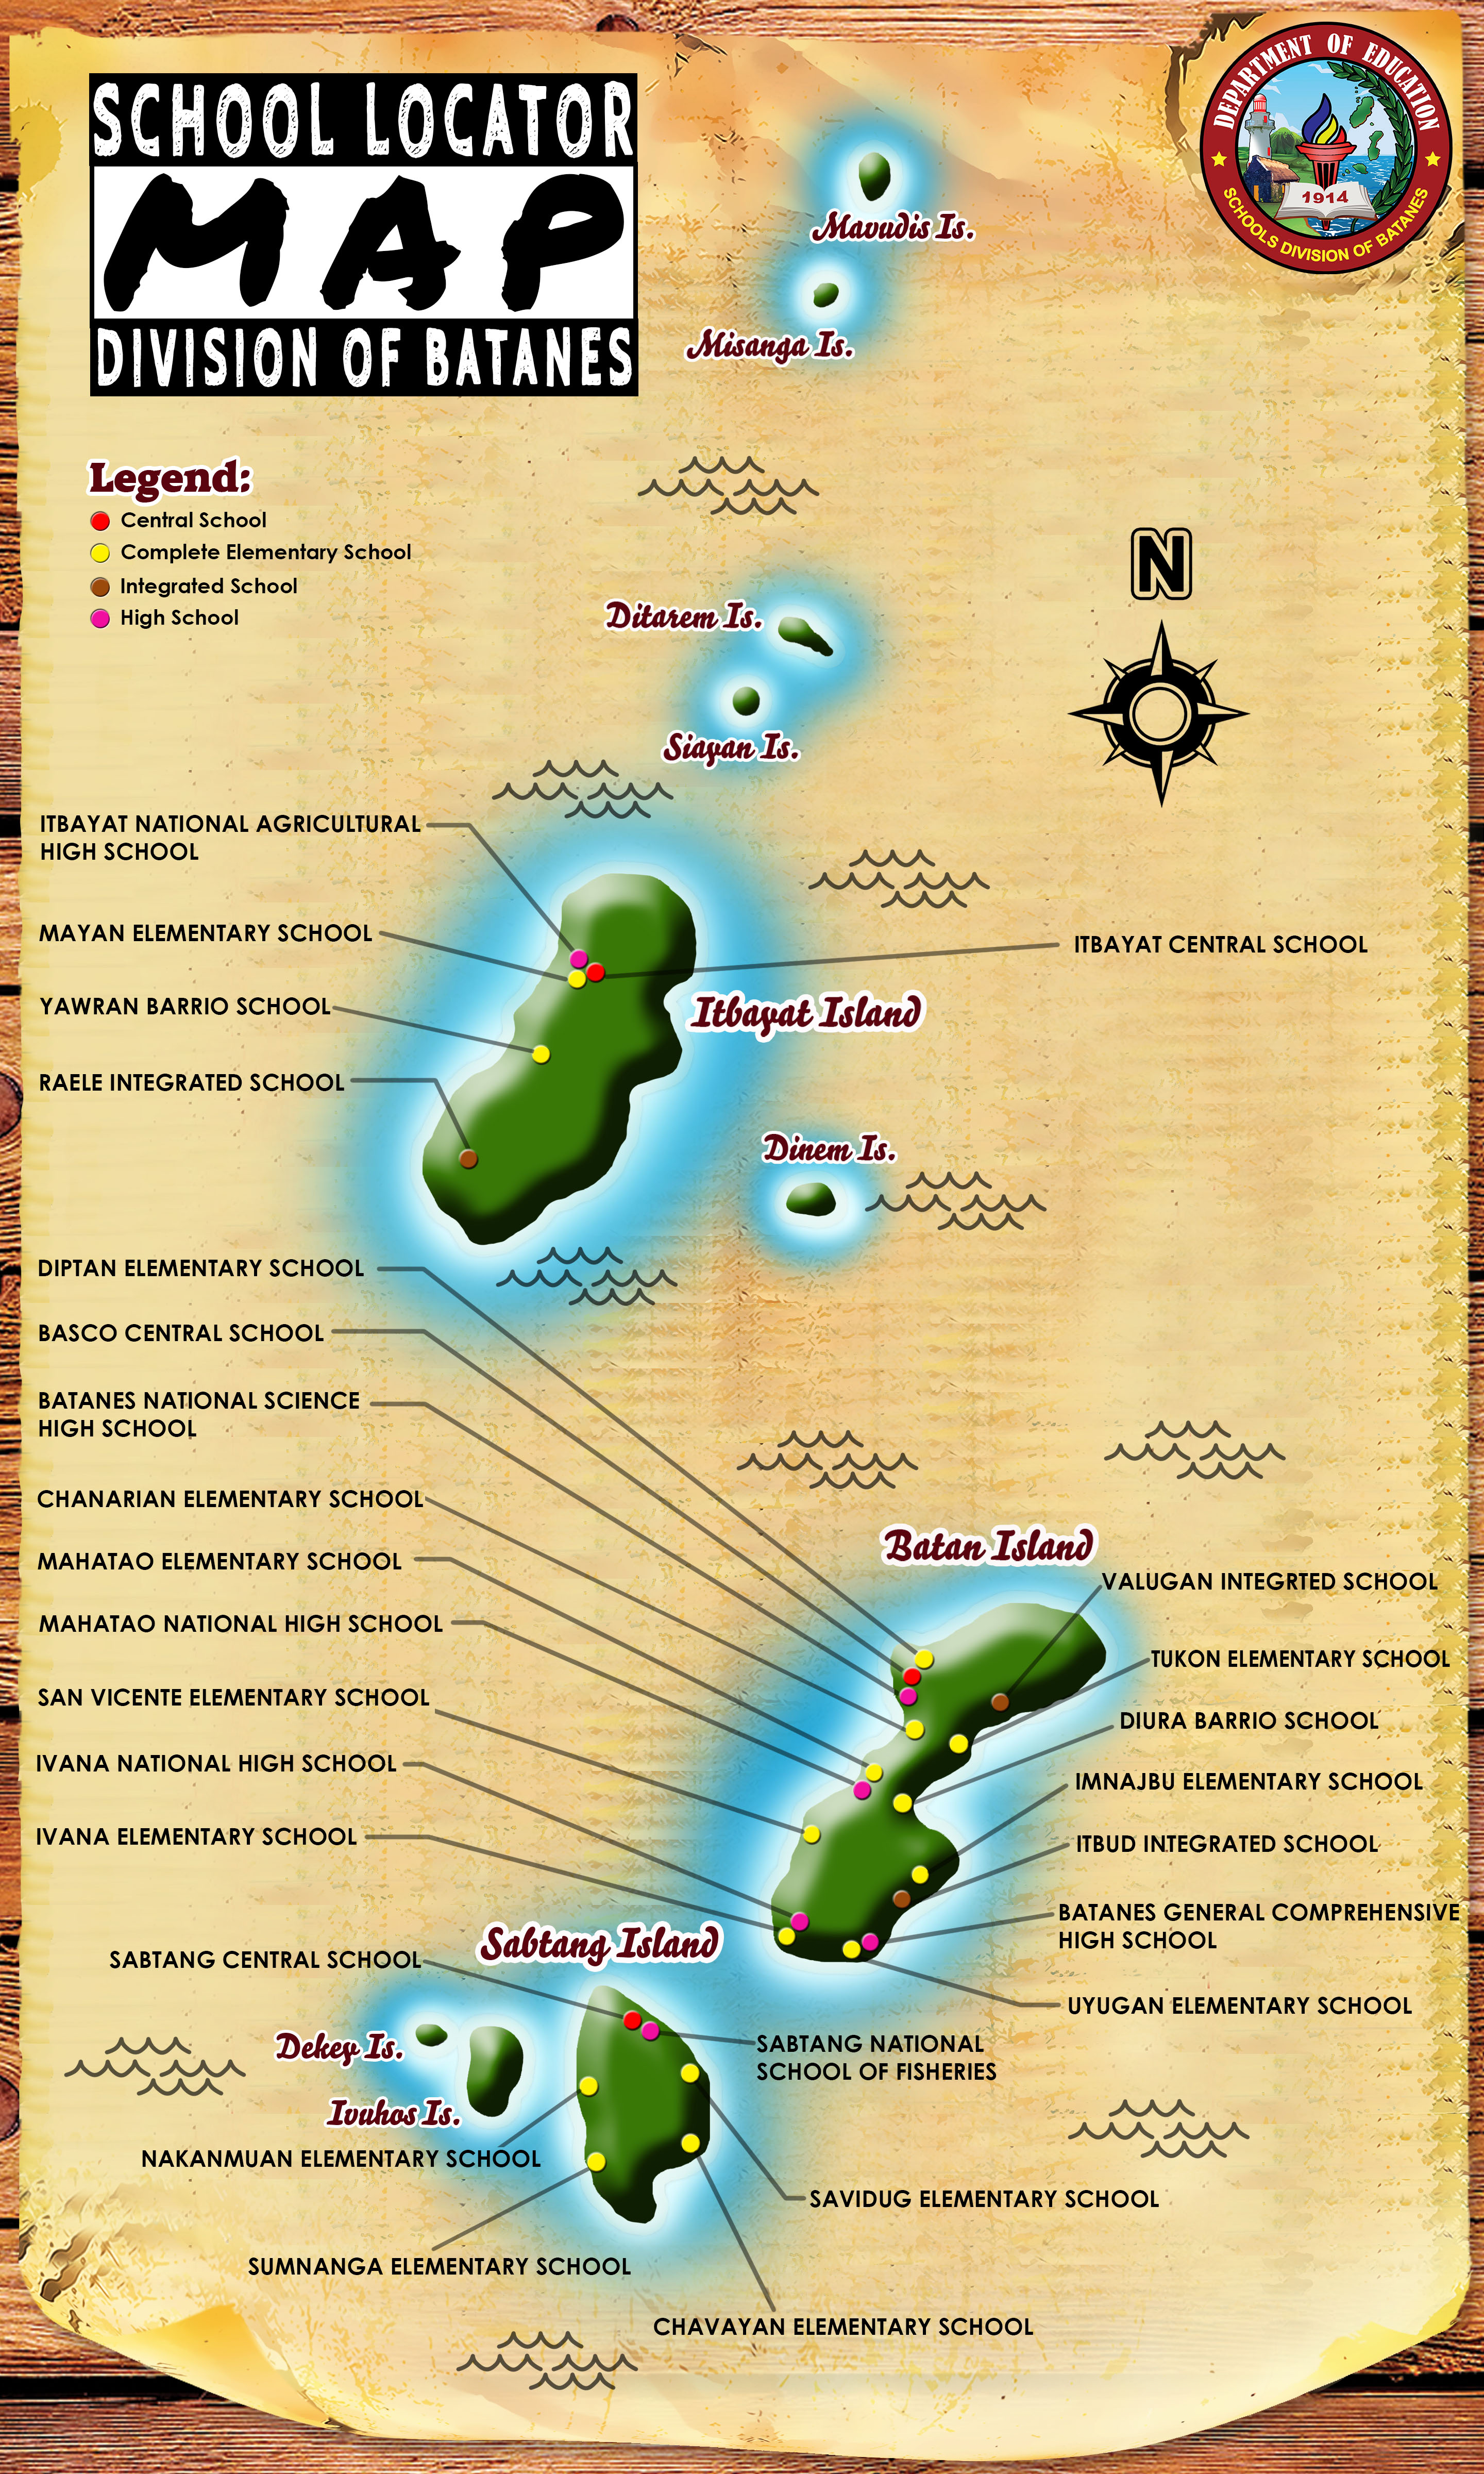 SCHOOL LOCATOR
MAP
DIVISION OF BATANES
DEPARTMENT OF EDUCATION
1914
SCHOOLS DIVISION OF BATANES
Mavudis Is.
Misanga Is.
Legend:
Central School
Complete Elementary School
Integrated School
High School
N
Ditarem Is.
Siayan Is.
ITBAYAT NATIONAL AGRICULTURAL
HIGH SCHOOL
MAYAN ELEMENTARY SCHOOL
ITBAYAT CENTRAL SCHOOL
YAWRAN BARRIO SCHOOL
Itbayat Island
RAELE INTEGRATED SCHOOL
Dinem Is.
DIPTAN ELEMENTARY SCHOOL
BASCO CENTRAL SCHOOL
BATANES NATIONAL SCIENCE
HIGH SCHOOL
CHANARIAN ELEMENTARY SCHOOL
MAHATAO ELEMENTARY SCHOOL
MAHATAO NATIONAL HIGH SCHOOL
SAN VICENTE ELEMENTARY SCHOOL
IVANA NATIONAL HIGH SCHOOL
IVANA ELEMENTARY SCHOOL
Batan Island
VALUGAN INTEGRTED SCHOOL
TUKON ELEMENTARY SCHOOL
DIURA BARRIO SCHOOL
IMNAJBU ELEMENTARY SCHOOL
ITBUD INTEGRATED SCHOOL
BATANES GENERAL COMPREHENSIVE
HIGH SCHOOL
UYUGAN ELEMENTARY SCHOOL
Sabtang Island
SABTANG CENTRAL SCHOOL
SABTANG NATIONAL
SCHOOL OF FISHERIES
Dekey Is.
Ivuhos Is.
NAKANMUAN ELEMENTARY SCHOOL
SAVIDUG ELEMENTARY SCHOOL
SUMNANGA ELEMENTARY SCHOOL
CHAVAYAN ELEMENTARY SCHOOL